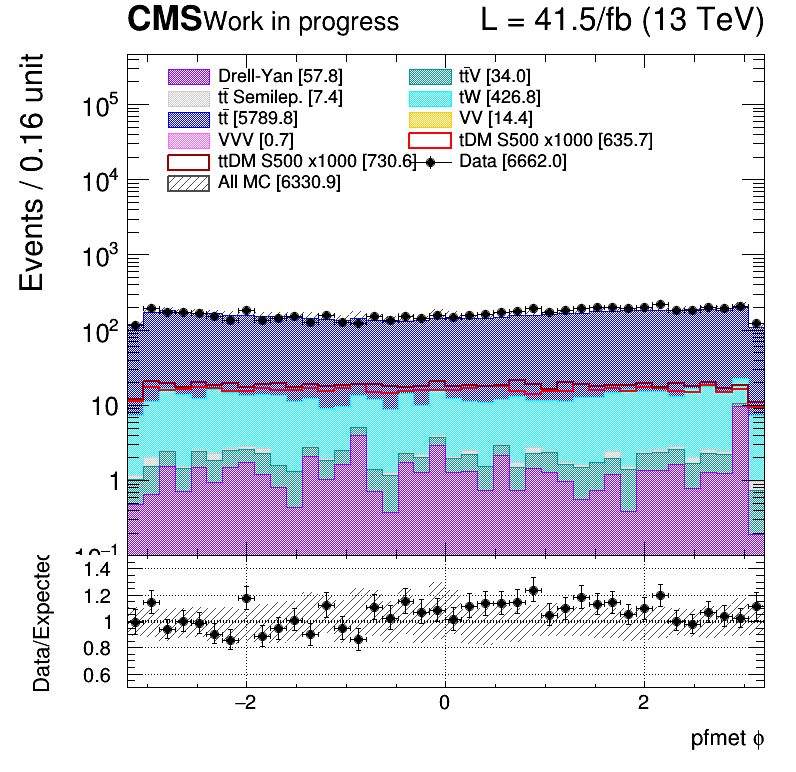 CMS Work in progress L = 41.5/fb (13 TeV)
Events / 0.16 unit
Drell-Yan [57.8]
tt̄V [34.0]
tt̄ Semilep. [7.4]
tW [426.8]
tt̄ [5789.8]
VV [14.4]
VVV [0.7]
tDM S500 x1000 [635.7]
ttDM S500 x1000 [730.6]
Data [6662.0]
All MC [6330.9]
10⁵
10⁴
10³
10²
10
1
10⁻¹
Data/Expected
1.4
1.2
1
0.8
0.6
−2 0 2
pfmet ϕ